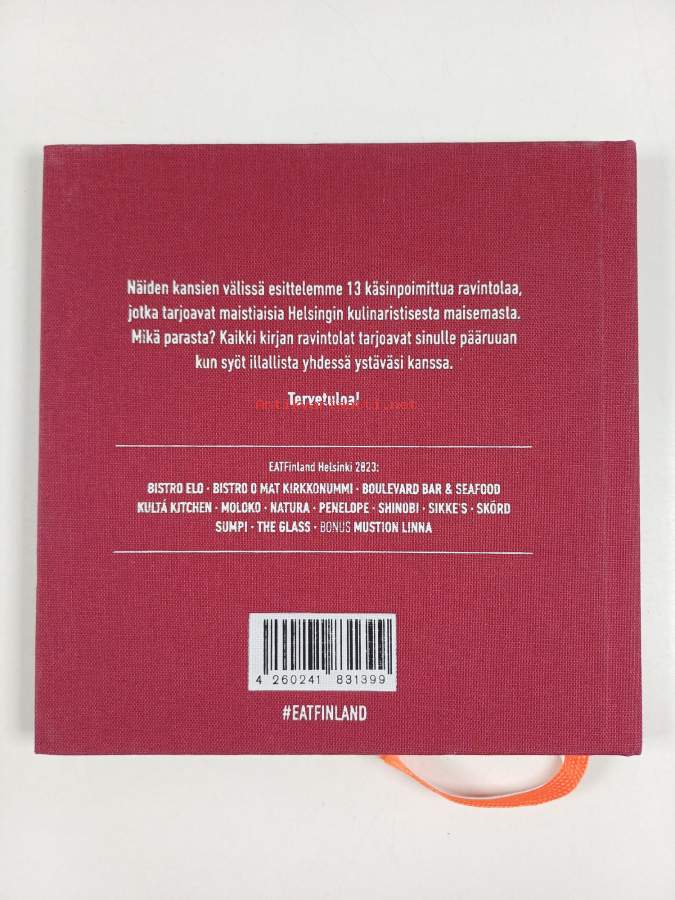 Näiden kansien välissä esittelemme 13 käsinpoimittua ravintolaa,
jotka tarjoavat maistiaisia Helsingin kulinaristisesta maisemasta.
Mikä parasta? Kaikki kirjan ravintolat tarjoavat sinulle pääruuan
kun syöt illallista yhdessä ystäväsi kanssa.
Tervetuloa!
EATFinland Helsinki 2023:
BISTRO ELO · BISTRO O MAT KIRKKONUMMI · BOULEVARD BAR & SEAFOOD
KULTÁ KITCHEN · MOLOKO · NATURA · PENELOPE · SHINOBI · SIKKE'S · SKÖRD
SUMPI · THE GLASS · BONUS MUSTION LINNA
4 260241 831399
#EATFINLAND